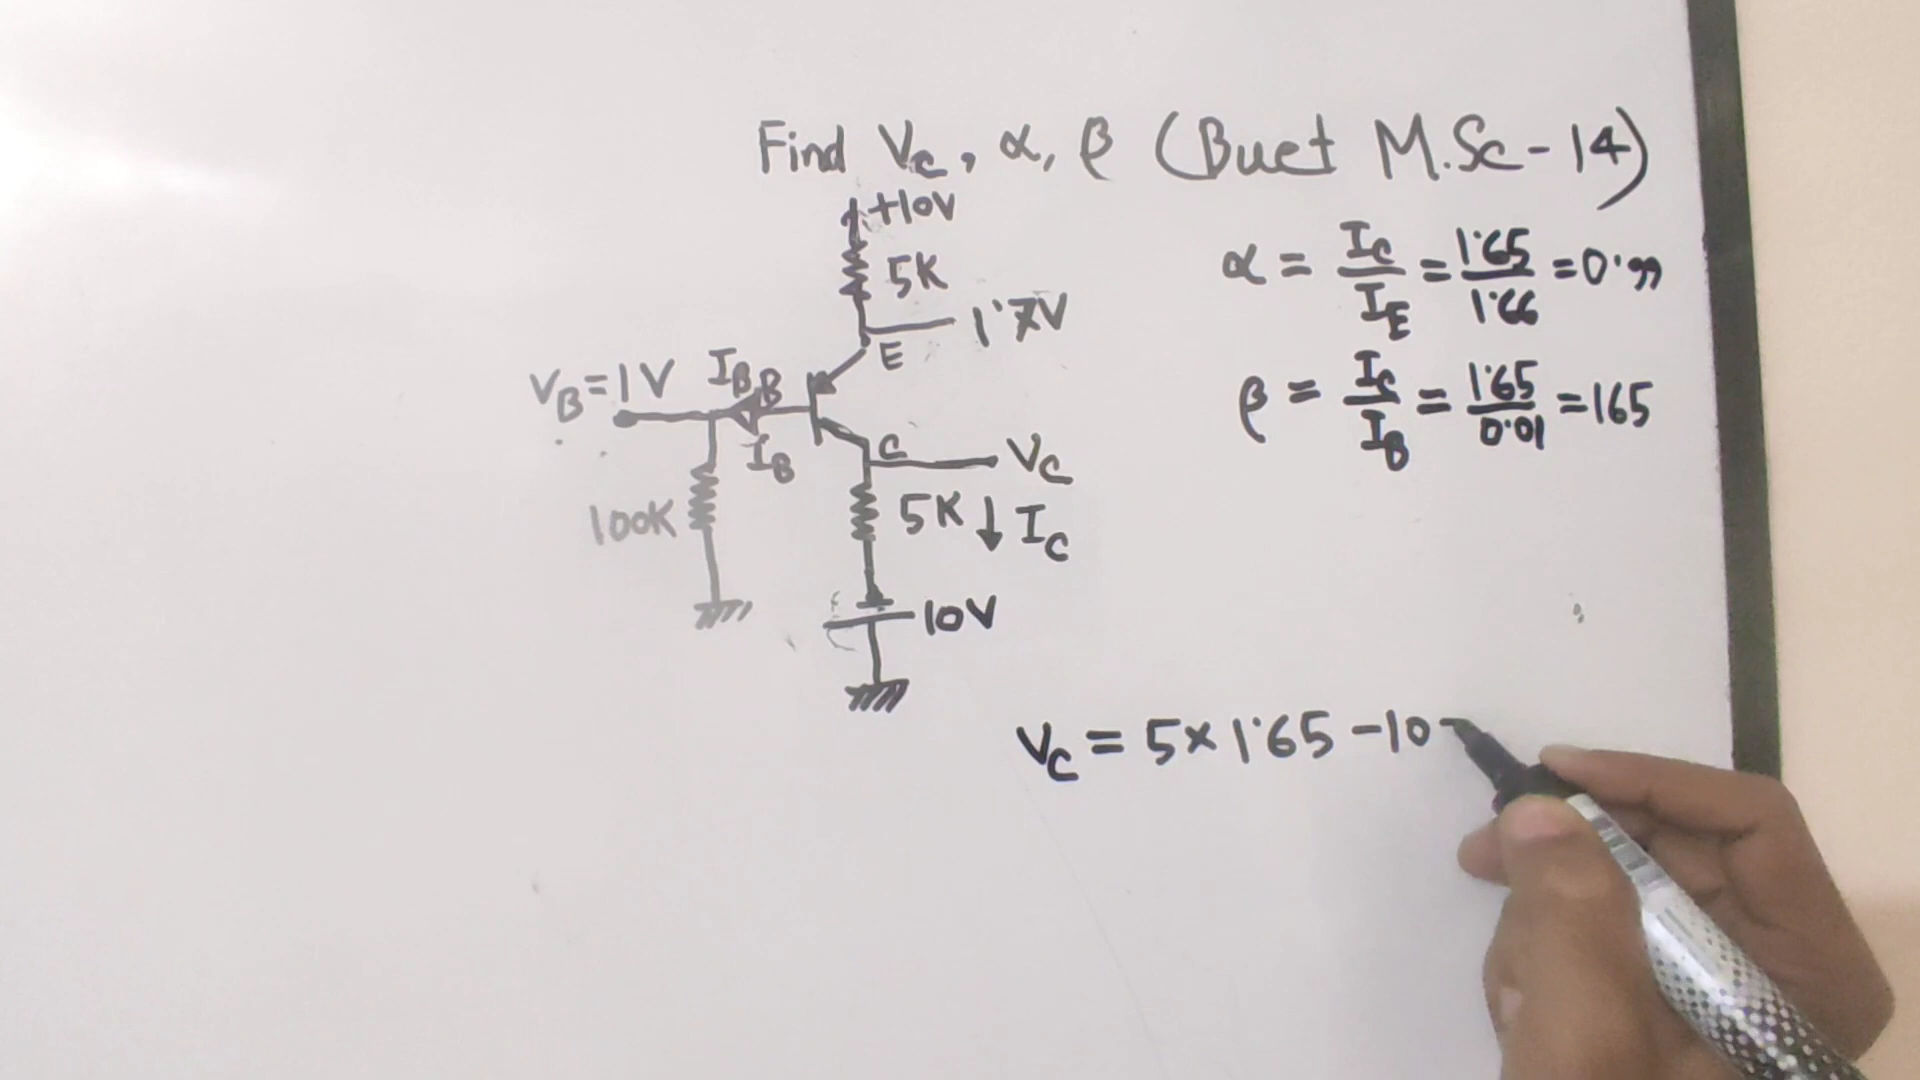 Find Vc, α, β (Buet M.Sc - 14)
+10V
5K
1.7V
E
VB = 1V
IB
B
IB
C
Vc
100K
5K ↓ Ic
10V
α = Ic/IE = 1.65/1.66 = 0.99
β = Ic/IB = 1.65/0.01 = 165
Vc = 5 × 1.65 - 10